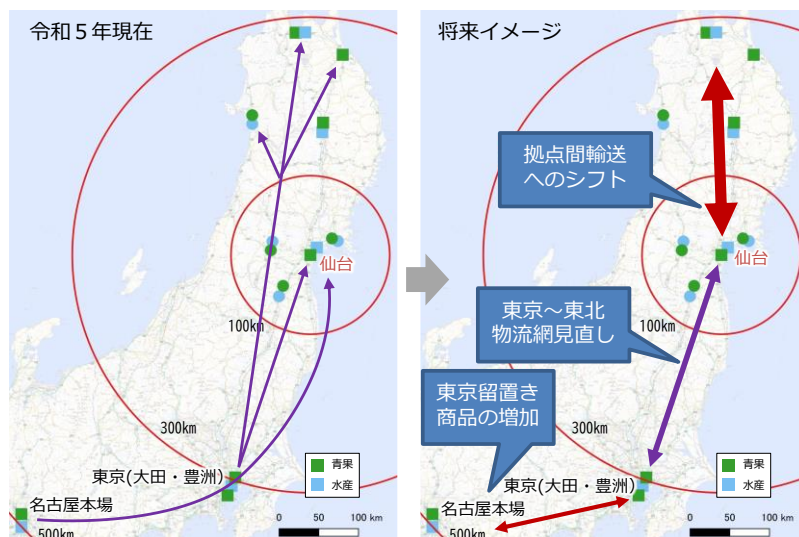 令和５年現在
仙台
100km
300km
東京(大田・豊洲)
名古屋本場
500km
青果
水産
0 50 100 km
将来イメージ
拠点間輸送
へのシフト
仙台
東京～東北
物流網見直し
100km
東京留置き
商品の増加
300km
東京(大田・豊洲)
名古屋本場
500km
青果
水産
0 50 100 km